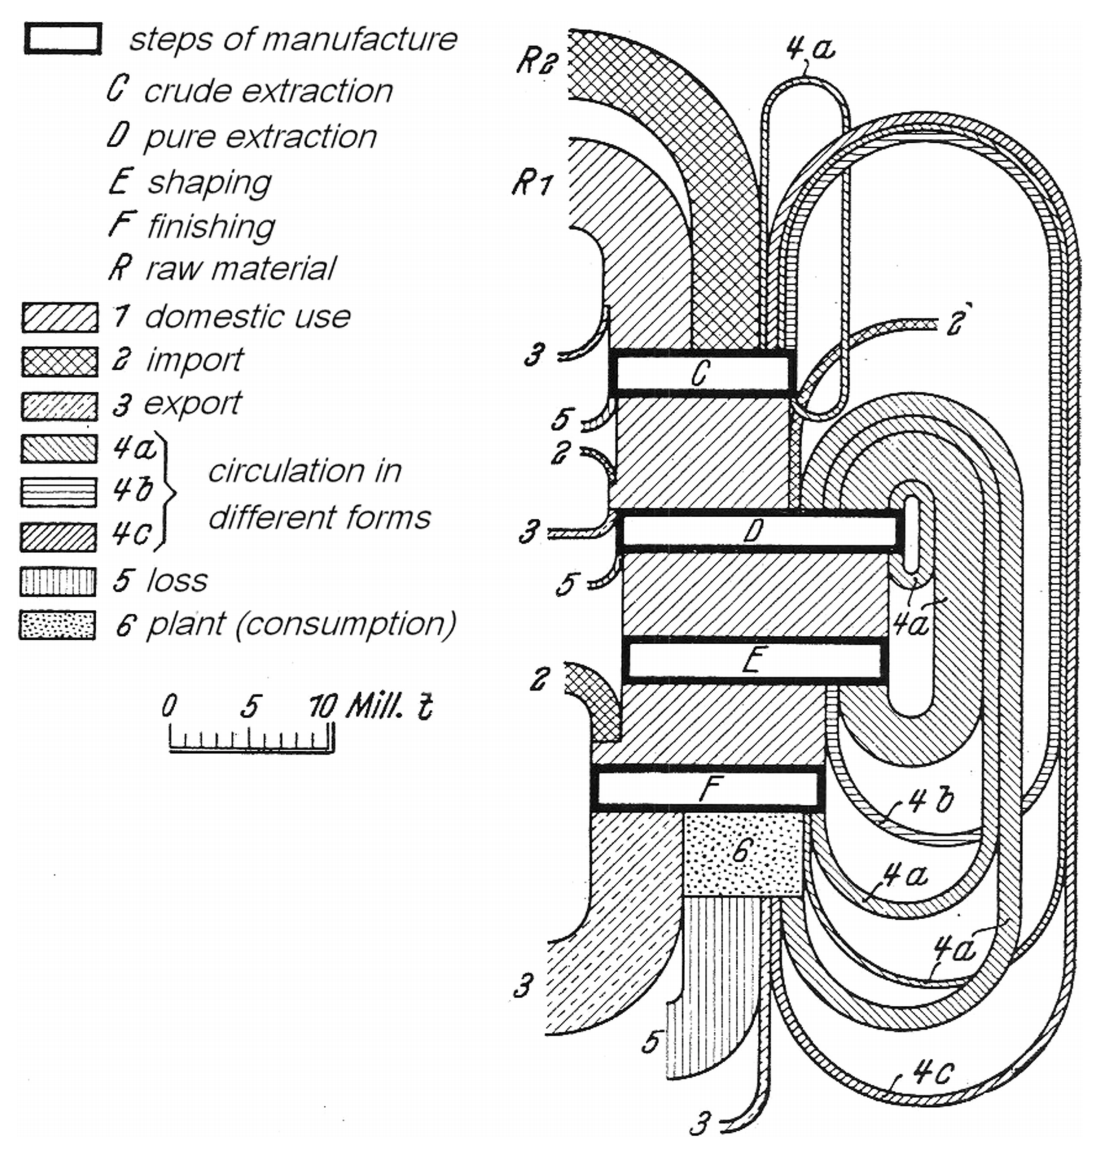 steps of manufacture
C crude extraction
D pure extraction
E shaping
F finishing
R raw material
1 domestic use
2 import
3 export
4a
4b
4c
circulation in
different forms
5 loss
6 plant (consumption)
0 5 10 Mill. t
R2
R1
4a
3
C
2
5
2
3
D
5
4a
E
2
F
4b
6
4a
4a
3
5
4c
3